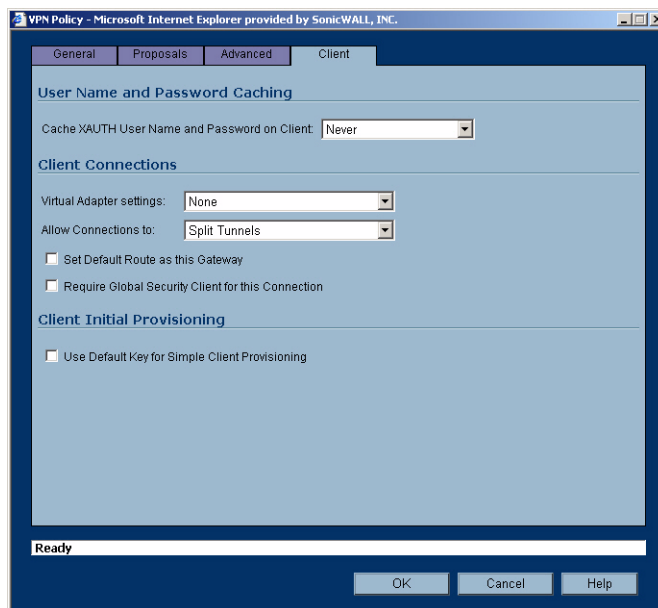 VPN Policy - Microsoft Internet Explorer provided by SonicWALL, INC.
General Proposals Advanced Client
User Name and Password Caching
Cache XAUTH User Name and Password on Client: Never
Client Connections
Virtual Adapter settings: None
Allow Connections to: Split Tunnels
Set Default Route as this Gateway
Require Global Security Client for this Connection
Client Initial Provisioning
Use Default Key for Simple Client Provisioning
Ready
OK Cancel Help